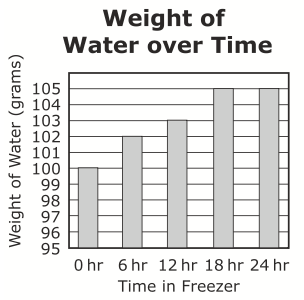 Weight of
Water over Time
Weight of Water (grams)
105
104
103
102
101
100
99
98
97
96
95
0 hr 6 hr 12 hr 18 hr 24 hr
Time in Freezer